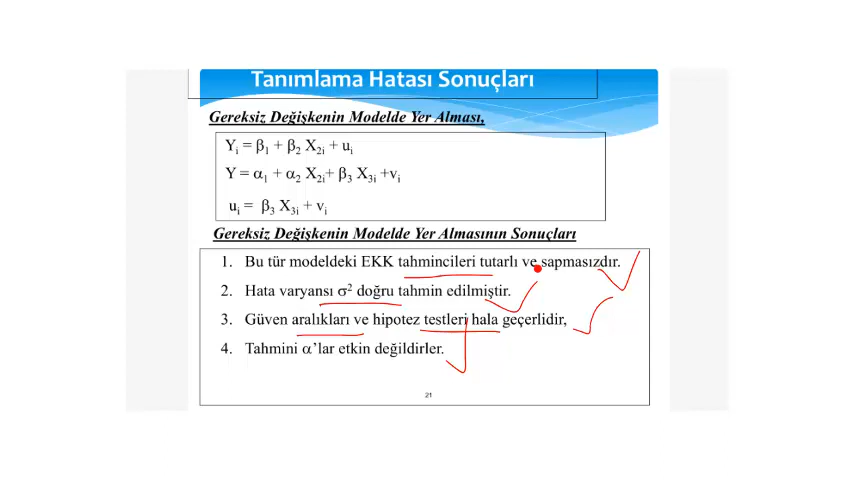 Tanımlama Hatası Sonuçları
Gereksiz Değişkenin Modelde Yer Alması,
Yi = β1 + β2 X2i + ui
Y = α1 + α2 X2i+ β3 X3i +vi
ui = β3 X3i + vi
Gereksiz Değişkenin Modelde Yer Almasının Sonuçları
1. Bu tür modeldeki EKK tahmincileri tutarlı ve sapmasızdır.
2. Hata varyansı σ² doğru tahmin edilmiştir.
3. Güven aralıkları ve hipotez testleri hala geçerlidir,
4. Tahmini α’lar etkin değildirler.
21